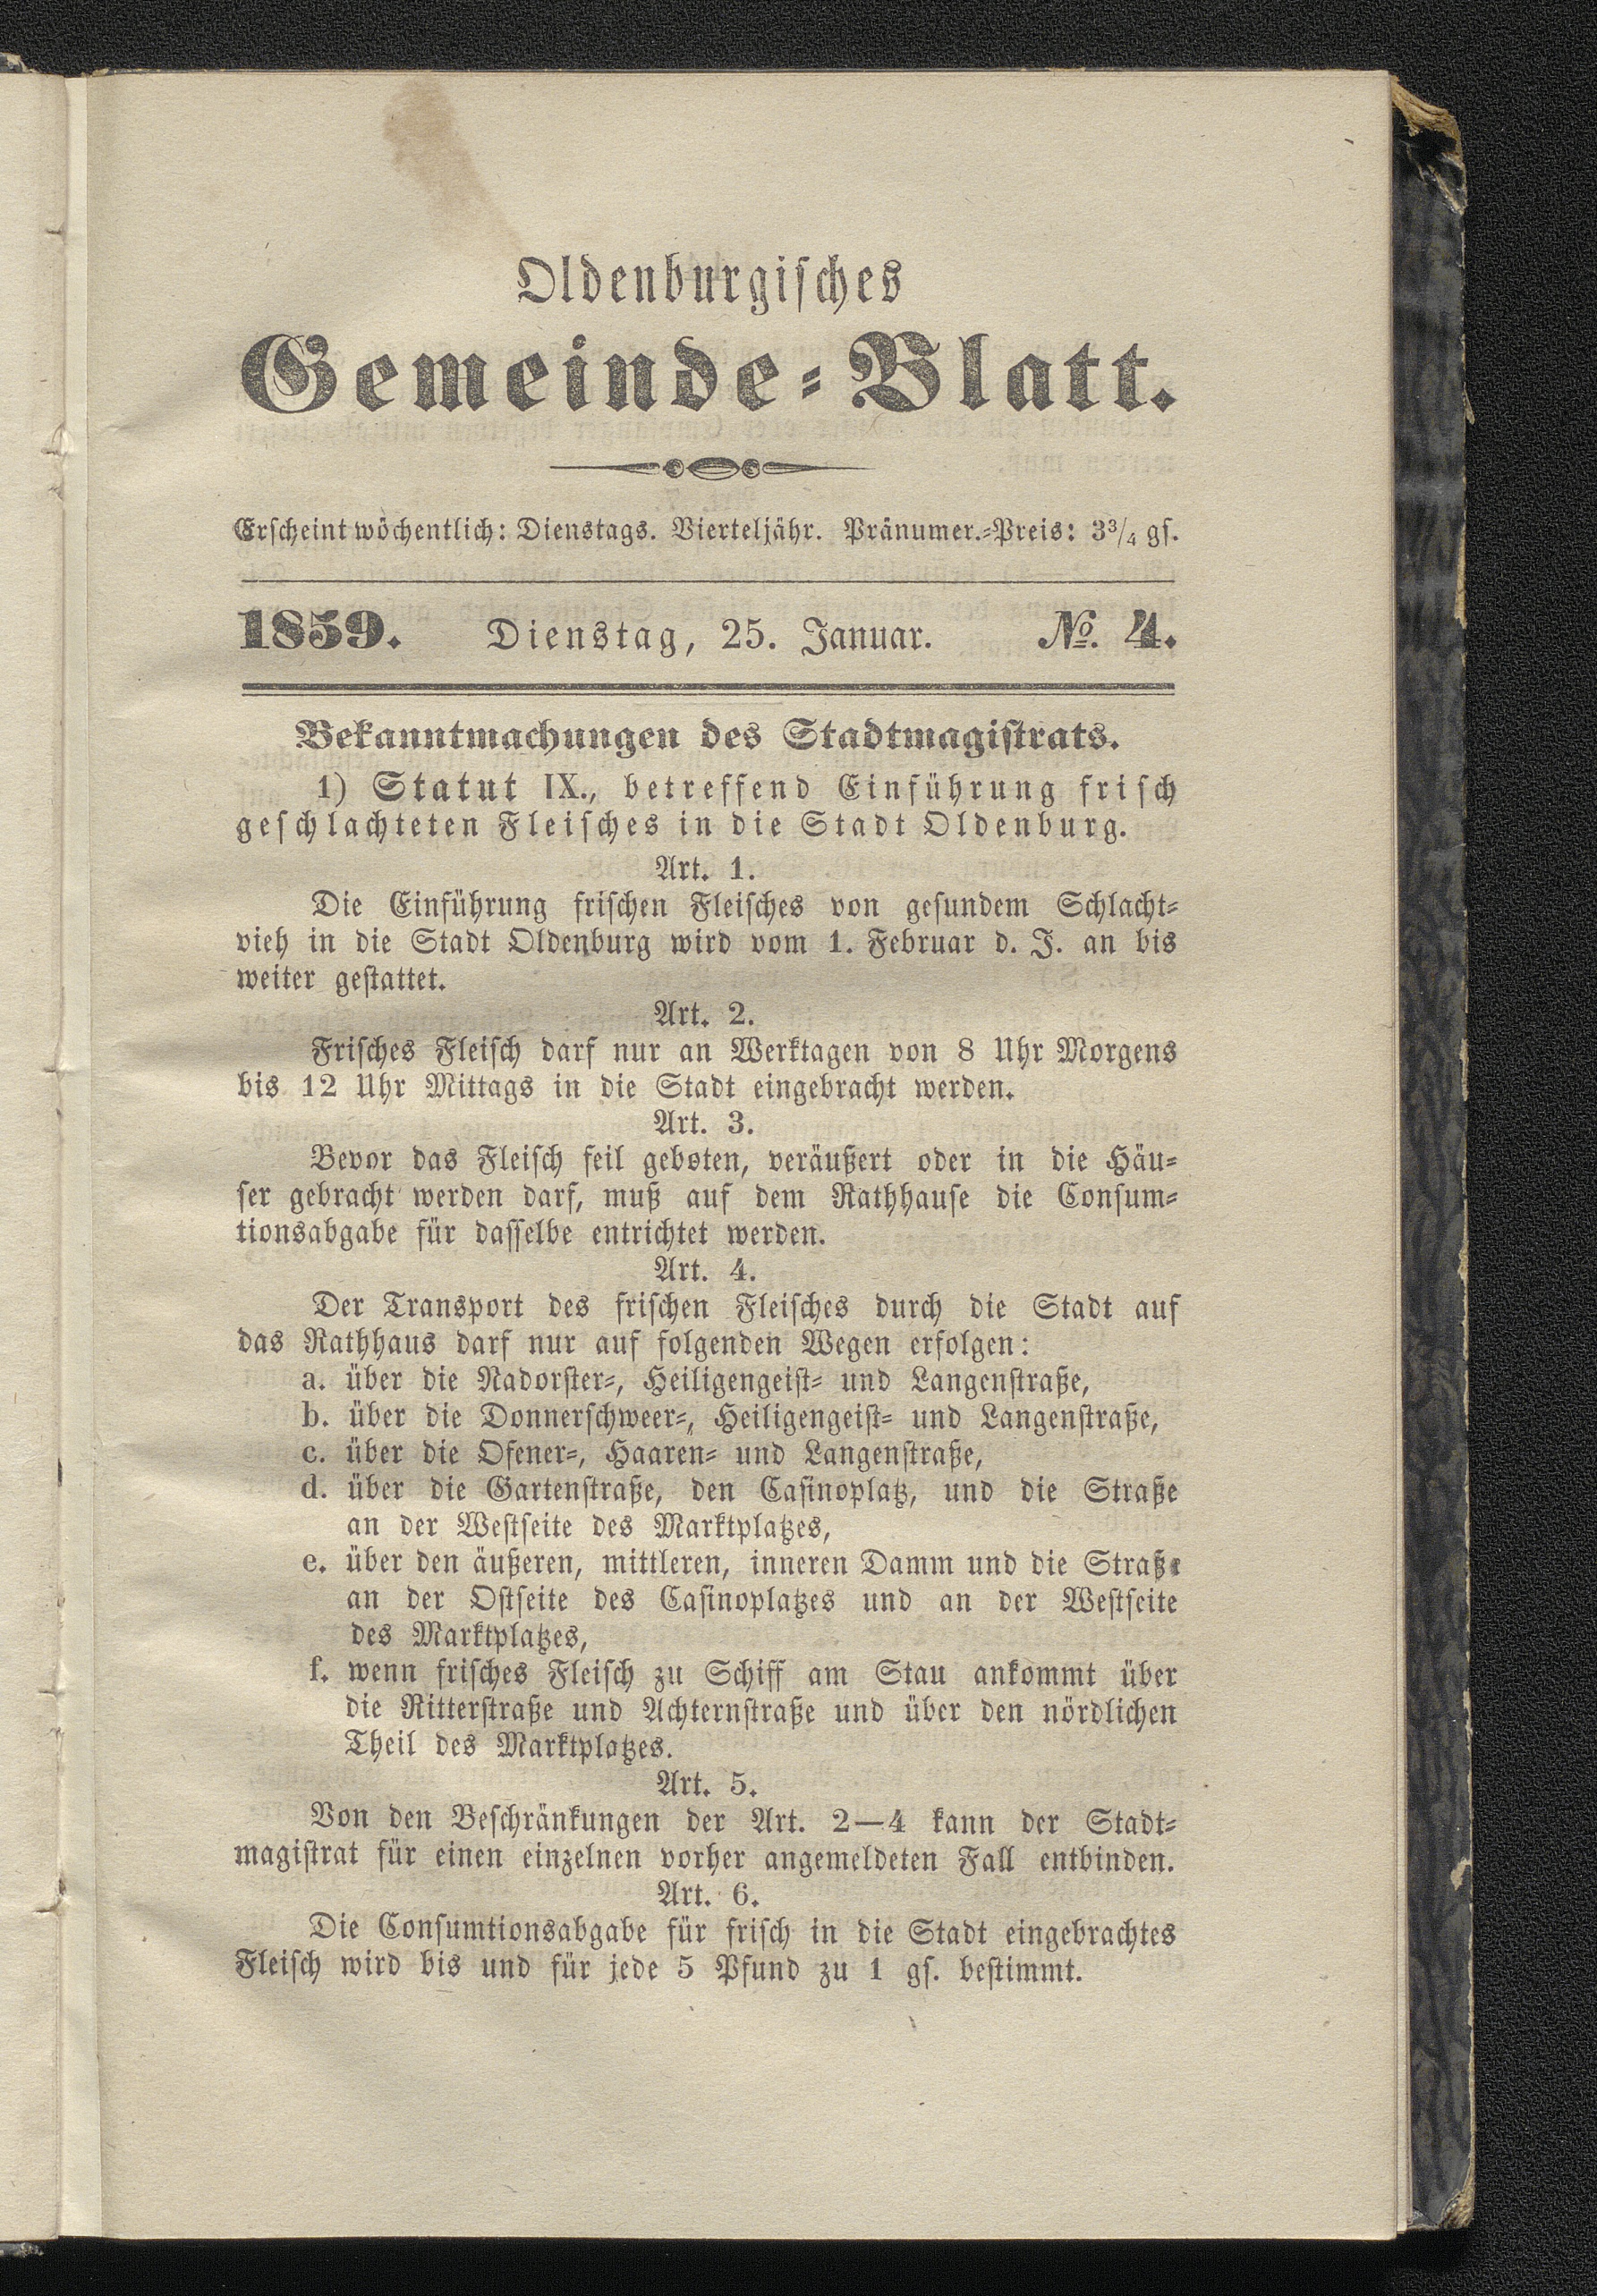 Oldenburgisches
Gemeinde-Blatt.
Erscheint wöchentlich: Dienstags. Vierteljähr. Pränumer.-Preis: 3¾ gs.
1859. Dienstag, 25. Januar. No. 4.
Bekanntmachungen des Stadtmagistrats.
1) Statut IX., betreffend Einführung frisch
geschlachteten Fleisches in die Stadt Oldenburg.
Art. 1.
Die Einführung frischen Fleisches von gesundem Schlacht-
vieh in die Stadt Oldenburg wird vom 1. Februar d. J. an bis
weiter gestattet.
Art. 2.
Frisches Fleisch darf nur an Werktagen von 8 Uhr Morgens
bis 12 Uhr Mittags in die Stadt eingebracht werden.
Art. 3.
Bevor das Fleisch feil geboten, veräußert oder in die Häu-
ser gebracht werden darf, muß auf dem Rathhause die Consum-
tionsabgabe für dasselbe entrichtet werden.
Art. 4.
Der Transport des frischen Fleisches durch die Stadt auf
das Rathhaus darf nur auf folgenden Wegen erfolgen:
a. über die Nadorster-, Heiligengeist- und Langenstraße,
b. über die Donnerschweer-, Heiligengeist- und Langenstraße,
c. über die Ofener-, Haaren- und Langenstraße,
d. über die Gartenstraße, den Casinoplatz, und die Straße
an der Westseite des Marktplatzes,
e. über den äußeren, mittleren, inneren Damm und die Straße
an der Ostseite des Casinoplatzes und an der Westseite
des Marktplatzes,
f. wenn frisches Fleisch zu Schiff am Stau ankommt über
die Ritterstraße und Achternstraße und über den nördlichen
Theil des Marktplatzes.
Art. 5.
Von den Beschränkungen der Art. 2—4 kann der Stadt-
magistrat für einen einzelnen vorher angemeldeten Fall entbinden.
Art. 6.
Die Consumtionsabgabe für frisch in die Stadt eingebrachtes
Fleisch wird bis und für jede 5 Pfund zu 1 gs. bestimmt.